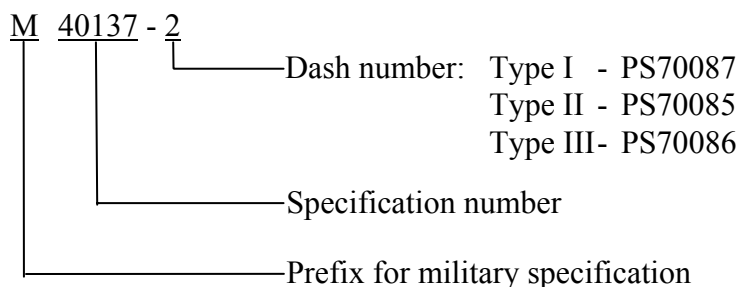 M 40137 - 2
Dash number: Type I - PS70087
Type II - PS70085
Type III- PS70086
Specification number
Prefix for military specification